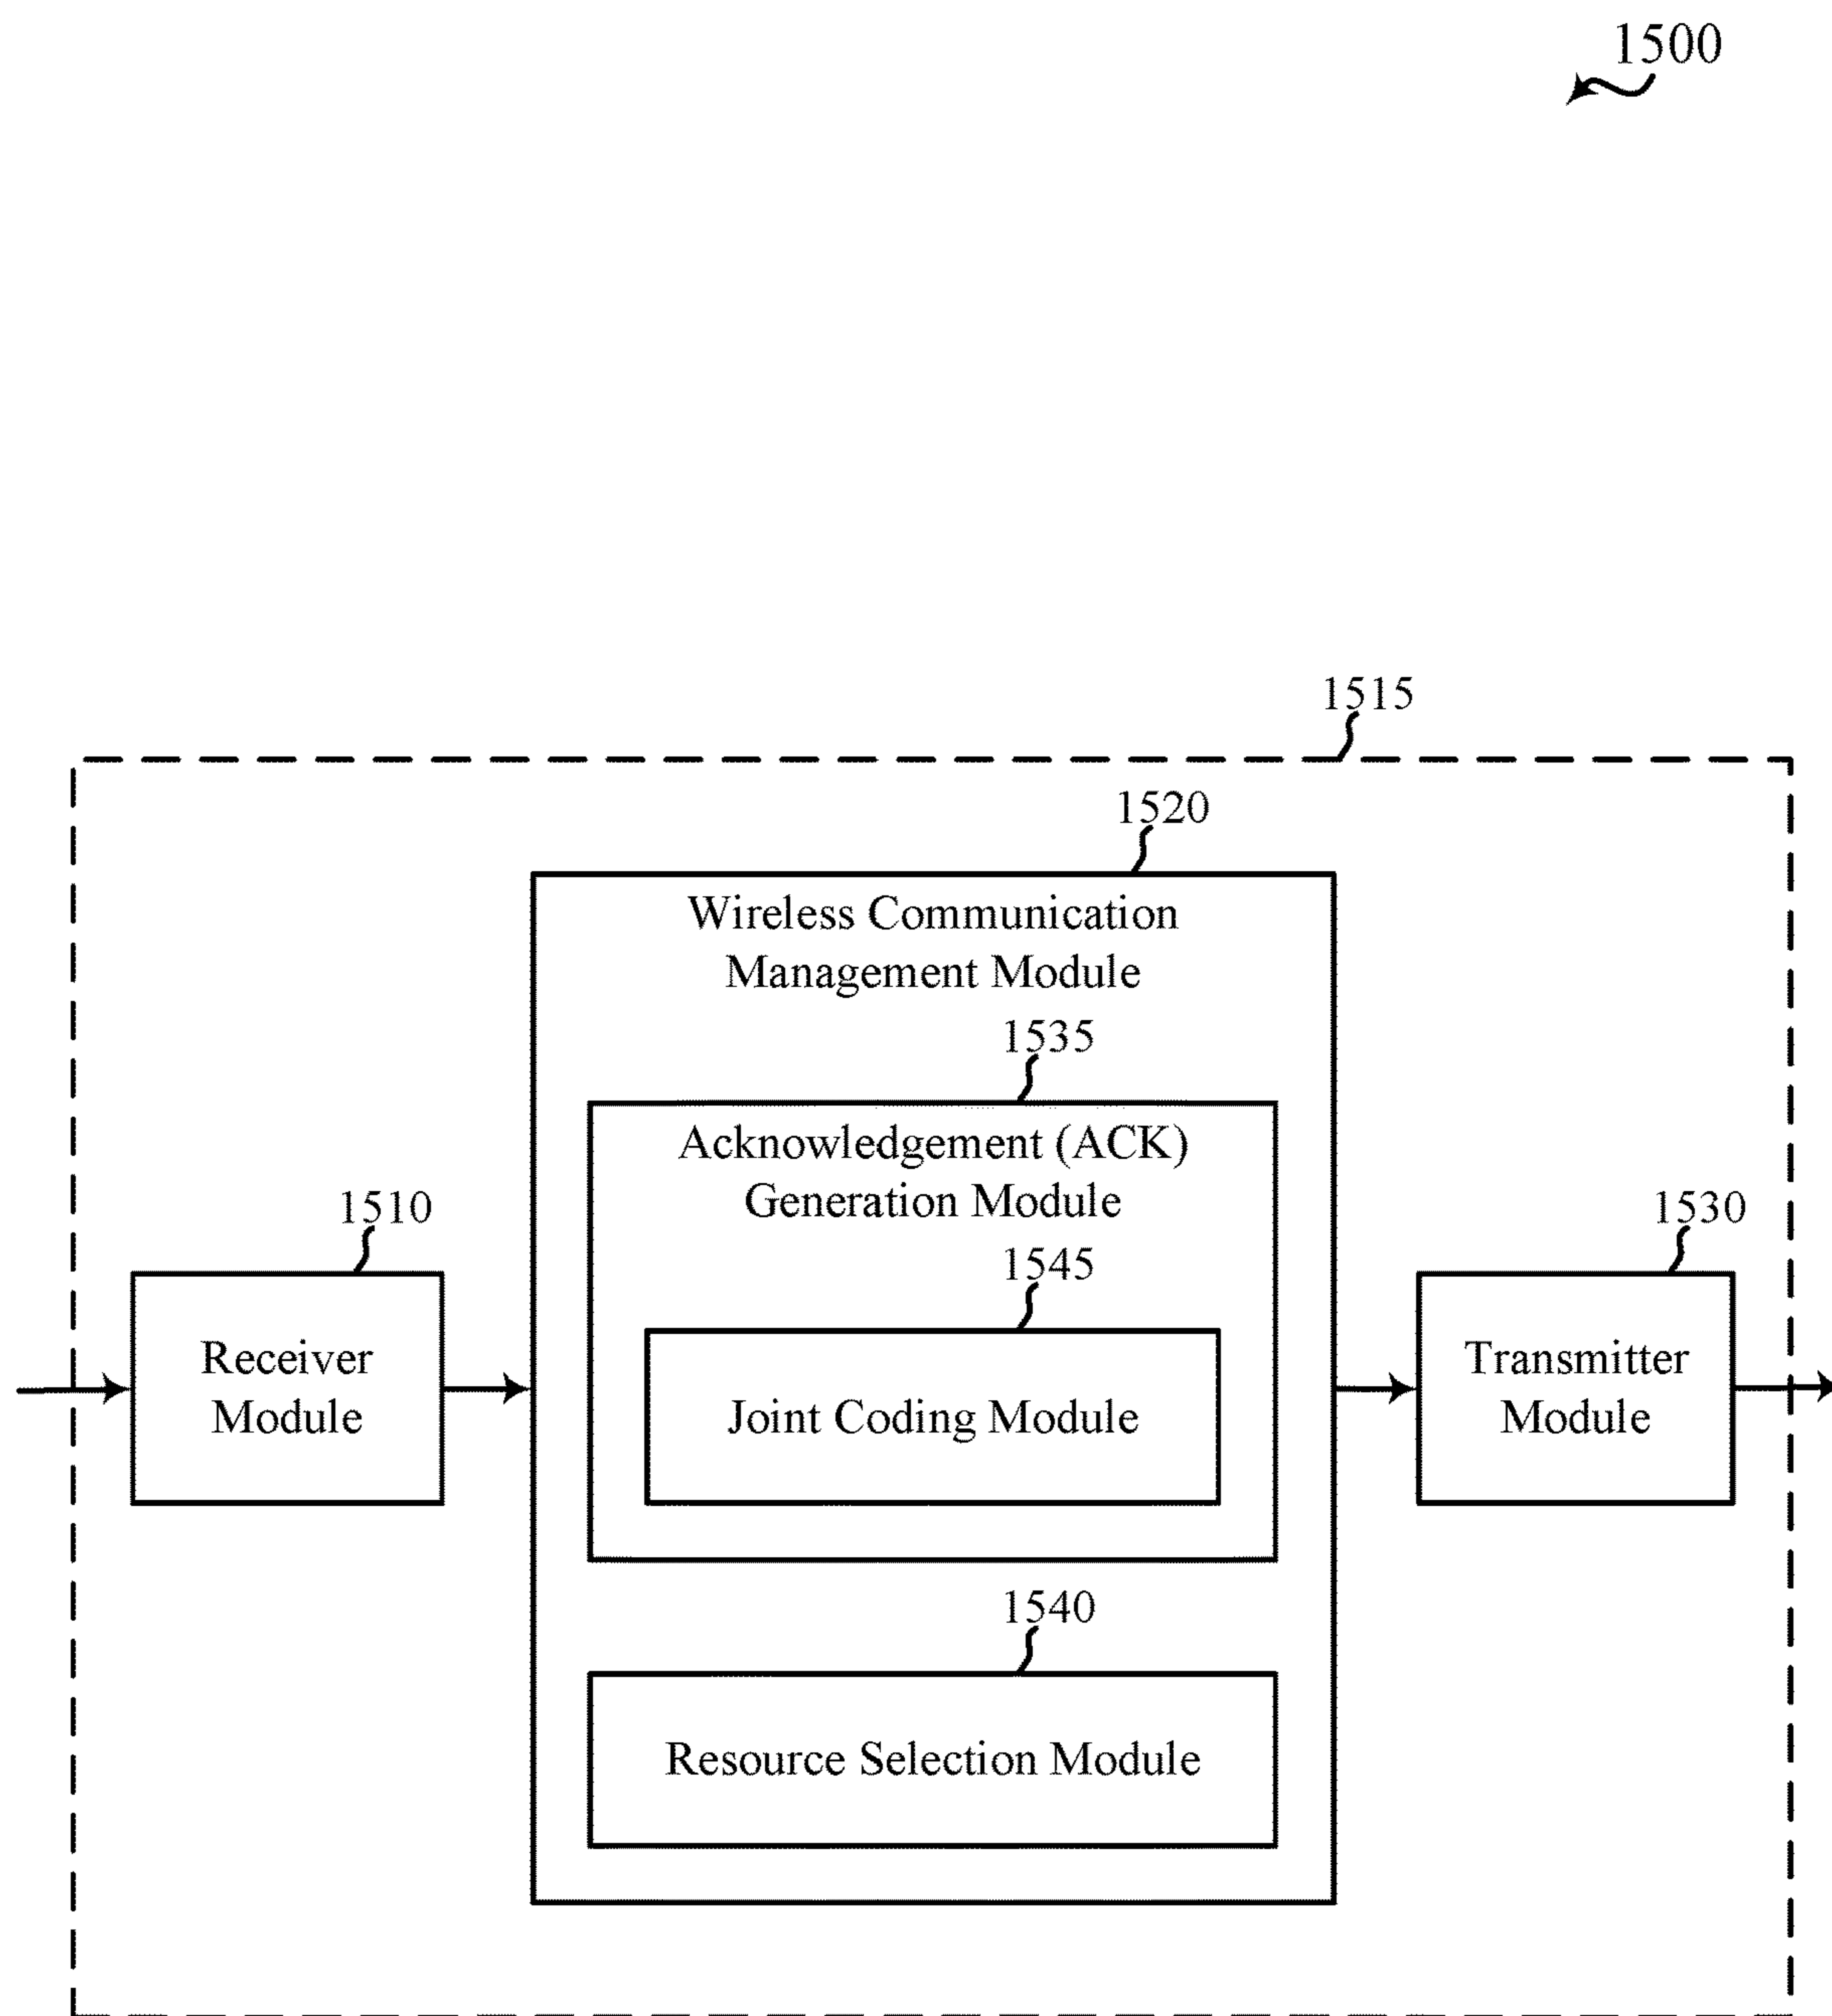 1500
1515
1520
Wireless Communication
Management Module
1535
Acknowledgement (ACK)
Generation Module
1510
1545
1530
Receiver
Module
Joint Coding Module
Transmitter
Module
1540
Resource Selection Module